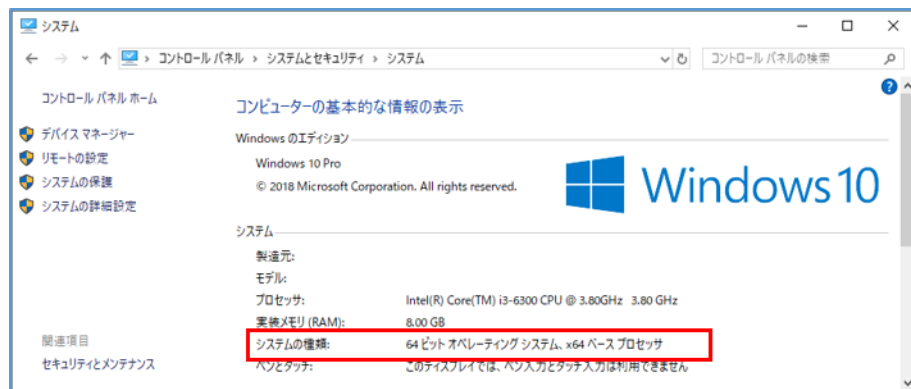 システム
コントロール パネル › システムとセキュリティ › システム
コントロール パネルの検索
コントロール パネル ホーム
デバイス マネージャー
リモートの設定
システムの保護
システムの詳細設定
関連項目
セキュリティとメンテナンス
コンピューターの基本的な情報の表示
Windows のエディション
Windows 10 Pro
© 2018 Microsoft Corporation. All rights reserved.
Windows 10
システム
製造元:
モデル:
プロセッサ: Intel(R) Core(TM) i3-6300 CPU @ 3.80GHz 3.80 GHz
実装メモリ (RAM): 8.00 GB
システムの種類: 64 ビット オペレーティング システム、x64 ベース プロセッサ
ペンとタッチ: このディスプレイでは、ペン入力とタッチ入力は利用できません